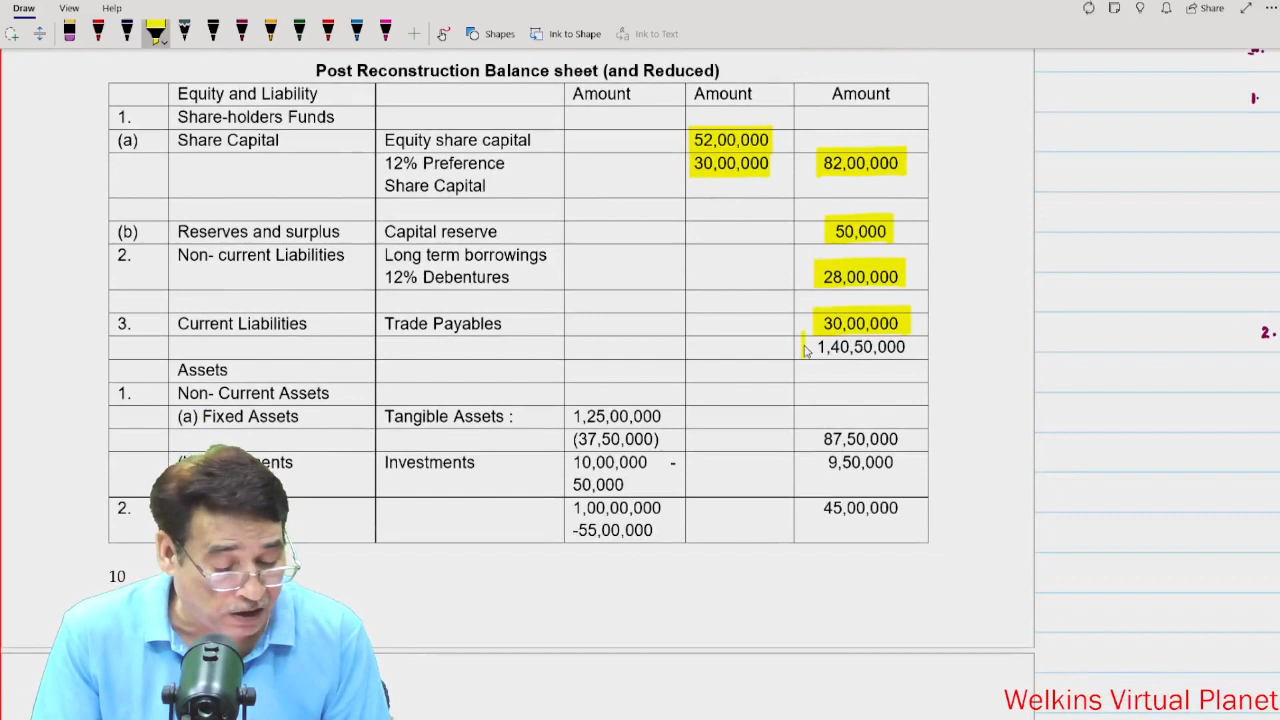 Draw View Help
Share
Shapes Ink to Shape Ink to Text
Post Reconstruction Balance sheet (and Reduced)
Equity and Liability Amount Amount Amount
1. Share-holders Funds
(a) Share Capital Equity share capital 52,00,000
12% Preference 30,00,000 82,00,000
Share Capital
(b) Reserves and surplus Capital reserve 50,000
2. Non- current Liabilities Long term borrowings
12% Debentures 28,00,000
3. Current Liabilities Trade Payables 30,00,000
1,40,50,000
Assets
1. Non- Current Assets
(a) Fixed Assets Tangible Assets : 1,25,00,000
(37,50,000) 87,50,000
Investments 10,00,000 - 9,50,000
50,000
2. 1,00,00,000 45,00,000
-55,00,000
10
1.
2.
Welkins Virtual Planet